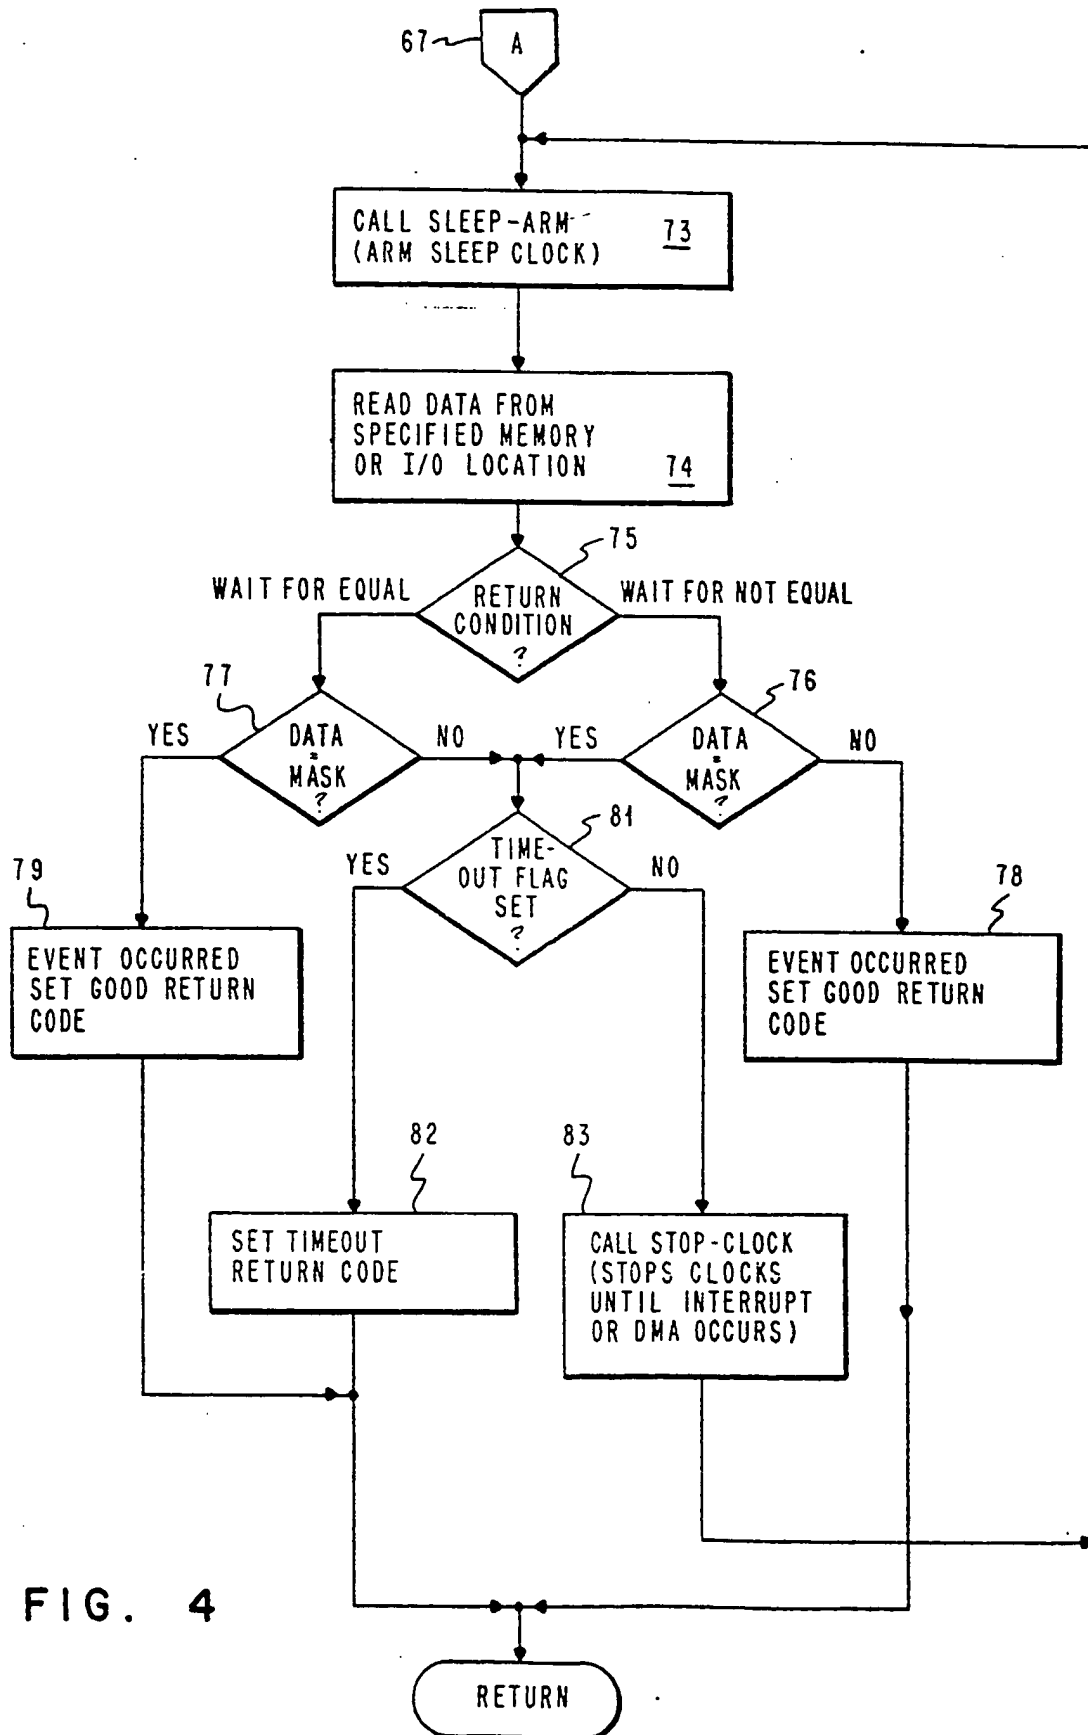 67
A
CALL SLEEP-ARM
(ARM SLEEP CLOCK)
73
READ DATA FROM
SPECIFIED MEMORY
OR I/O LOCATION
74
75
WAIT FOR EQUAL
RETURN
CONDITION
?
WAIT FOR NOT EQUAL
77
YES
DATA
=
MASK
?
NO
76
YES
DATA
=
MASK
?
NO
81
YES
TIME-
OUT FLAG
SET
?
NO
79
EVENT OCCURRED
SET GOOD RETURN
CODE
78
EVENT OCCURRED
SET GOOD RETURN
CODE
82
SET TIMEOUT
RETURN CODE
83
CALL STOP-CLOCK
(STOPS CLOCKS
UNTIL INTERRUPT
OR DMA OCCURS)
FIG. 4
RETURN